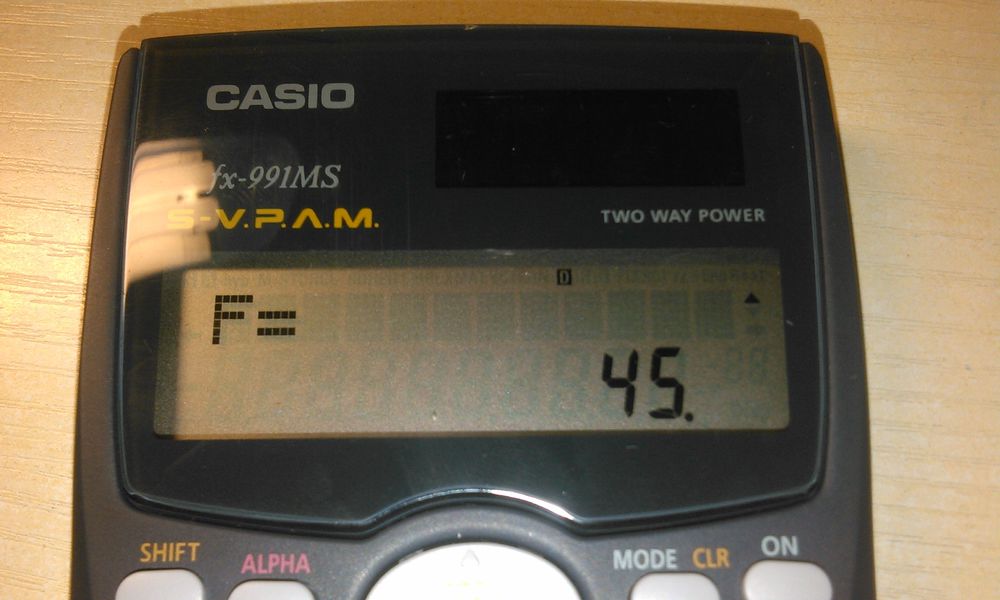 CASIO
fx-991MS
S-V.P.A.M.
TWO WAY POWER
D
F=
45.
SHIFT
ALPHA
MODE CLR
ON